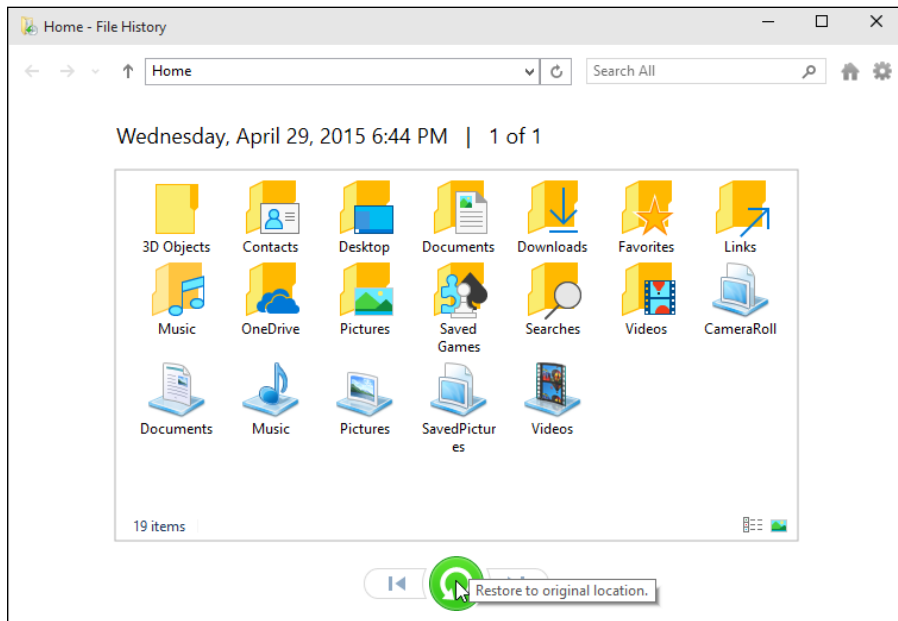 Home - File History
Home
Search All
Wednesday, April 29, 2015 6:44 PM | 1 of 1
3D Objects Contacts Desktop Documents Downloads Favorites Links
Music OneDrive Pictures Saved Games Searches Videos CameraRoll
Documents Music Pictures SavedPictures Videos
19 items
Restore to original location.